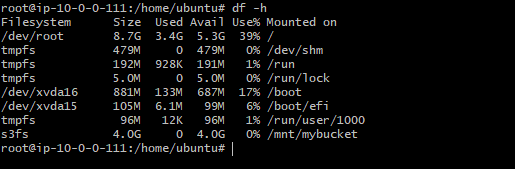 root@ip-10-0-0-111:/home/ubuntu# df -h
Filesystem      Size  Used Avail Use% Mounted on
/dev/root       8.7G  3.4G  5.3G  39% /
tmpfs           479M     0  479M   0% /dev/shm
tmpfs           192M  928K  191M   1% /run
tmpfs           5.0M     0  5.0M   0% /run/lock
/dev/xvda16     881M  133M  687M  17% /boot
/dev/xvda15     105M  6.1M   99M   6% /boot/efi
tmpfs            96M   12K   96M   1% /run/user/1000
s3fs            4.0G     0  4.0G   0% /mnt/mybucket
root@ip-10-0-0-111:/home/ubuntu#